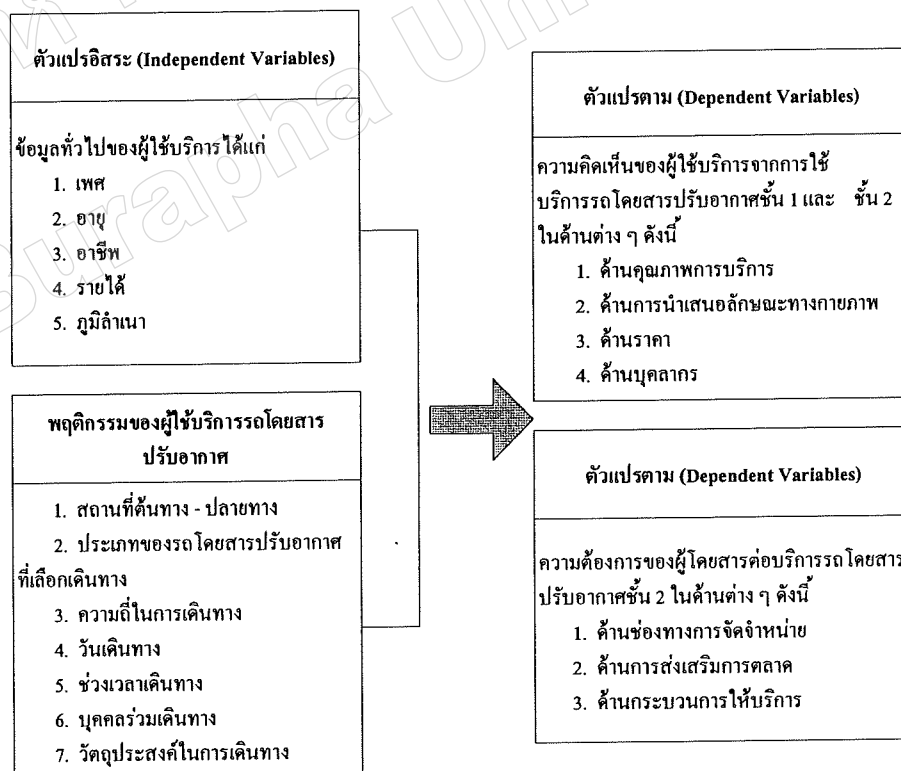 ตัวแปรอิสระ (Independent Variables)
ข้อมูลทั่วไปของผู้ใช้บริการ ได้แก่
1. เพศ
2. อายุ
3. อาชีพ
4. รายได้
5. ภูมิลำเนา
พฤติกรรมของผู้ใช้บริการรถโดยสาร
ปรับอากาศ
1. สถานที่ต้นทาง - ปลายทาง
2. ประเภทของรถโดยสารปรับอากาศ
ที่เลือกเดินทาง
3. ความถี่ในการเดินทาง
4. วันเดินทาง
5. ช่วงเวลาเดินทาง
6. บุคคลร่วมเดินทาง
7. วัตถุประสงค์ในการเดินทาง
ตัวแปรตาม (Dependent Variables)
ความคิดเห็นของผู้ใช้บริการจากการใช้
บริการรถโดยสารปรับอากาศชั้น 1 และ ชั้น 2
ในด้านต่าง ๆ ดังนี้
1. ด้านคุณภาพการบริการ
2. ด้านการนำเสนอลักษณะทางกายภาพ
3. ด้านราคา
4. ด้านบุคลากร
ตัวแปรตาม (Dependent Variables)
ความต้องการของผู้โดยสารต่อบริการรถโดยสาร
ปรับอากาศชั้น 2 ในด้านต่าง ๆ ดังนี้
1. ด้านช่องทางการจัดจำหน่าย
2. ด้านการส่งเสริมการตลาด
3. ด้านกระบวนการให้บริการ
Burapha Un